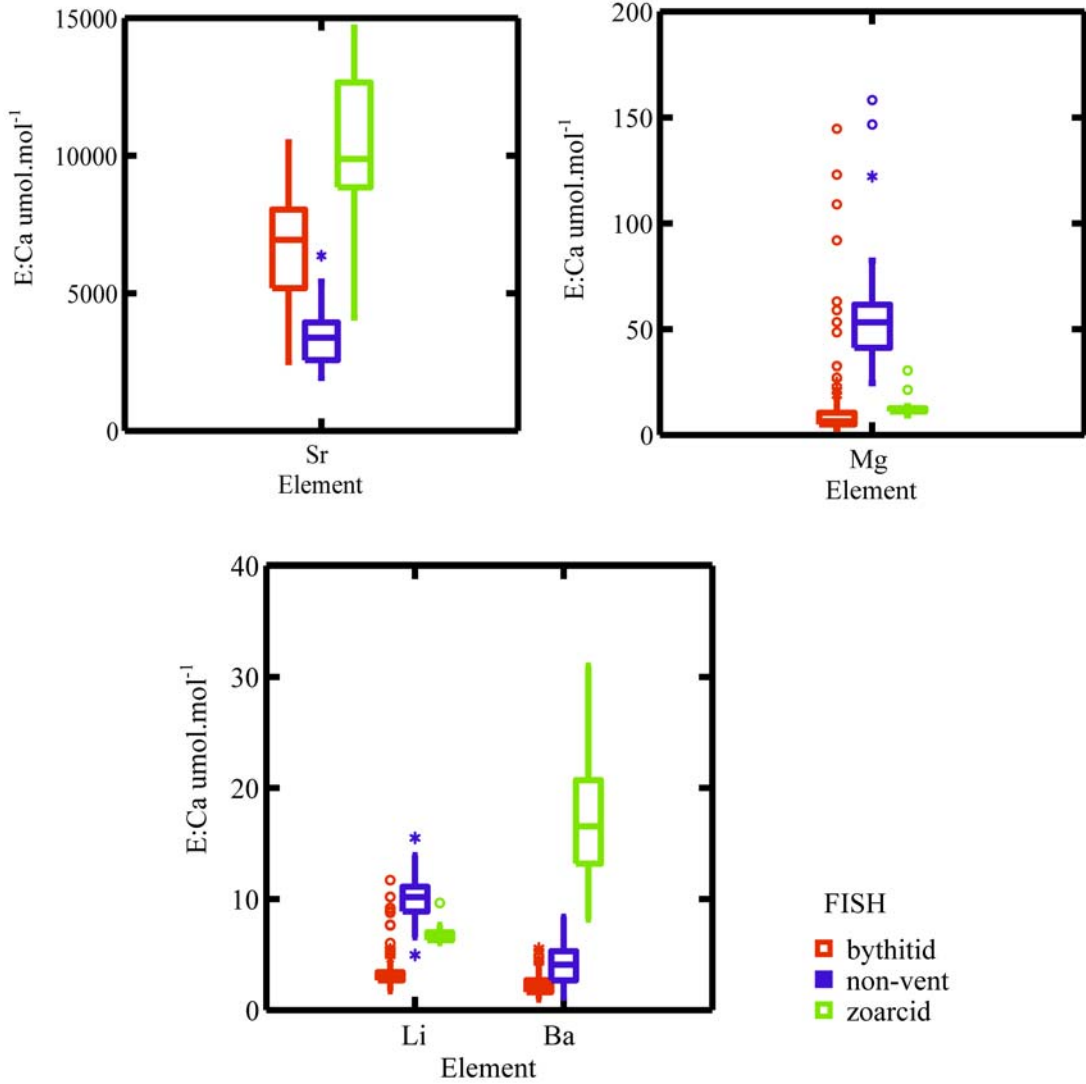 15000
10000
5000
0
E:Ca umol.mol⁻¹
Sr
Element
200
150
100
50
0
E:Ca umol.mol⁻¹
Mg
Element
40
30
20
10
0
E:Ca umol.mol⁻¹
Li Ba
Element
FISH
bythitid
non-vent
zoarcid